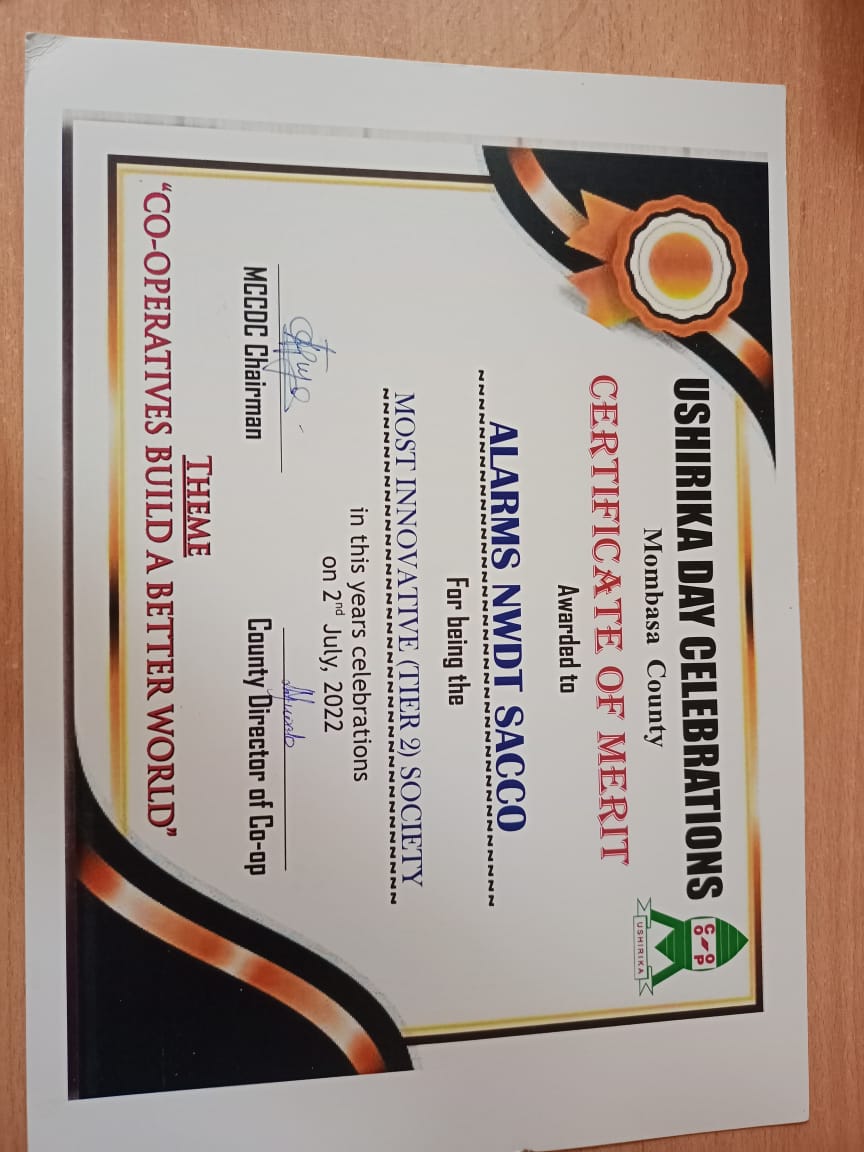 USHIRIKA DAY CELEBRATIONS
Mombasa County
CO OP
USHIRIKA
CERTIFICATE OF MERIT
Awarded to
ALARMS NWDT SACCO
For being the
MOST INNOVATIVE (TIER 2) SOCIETY
in this years celebrations
on 2nd July, 2022
MCCDC Chairman
County Director of Co-op
THEME
"CO-OPERATIVES BUILD A BETTER WORLD"